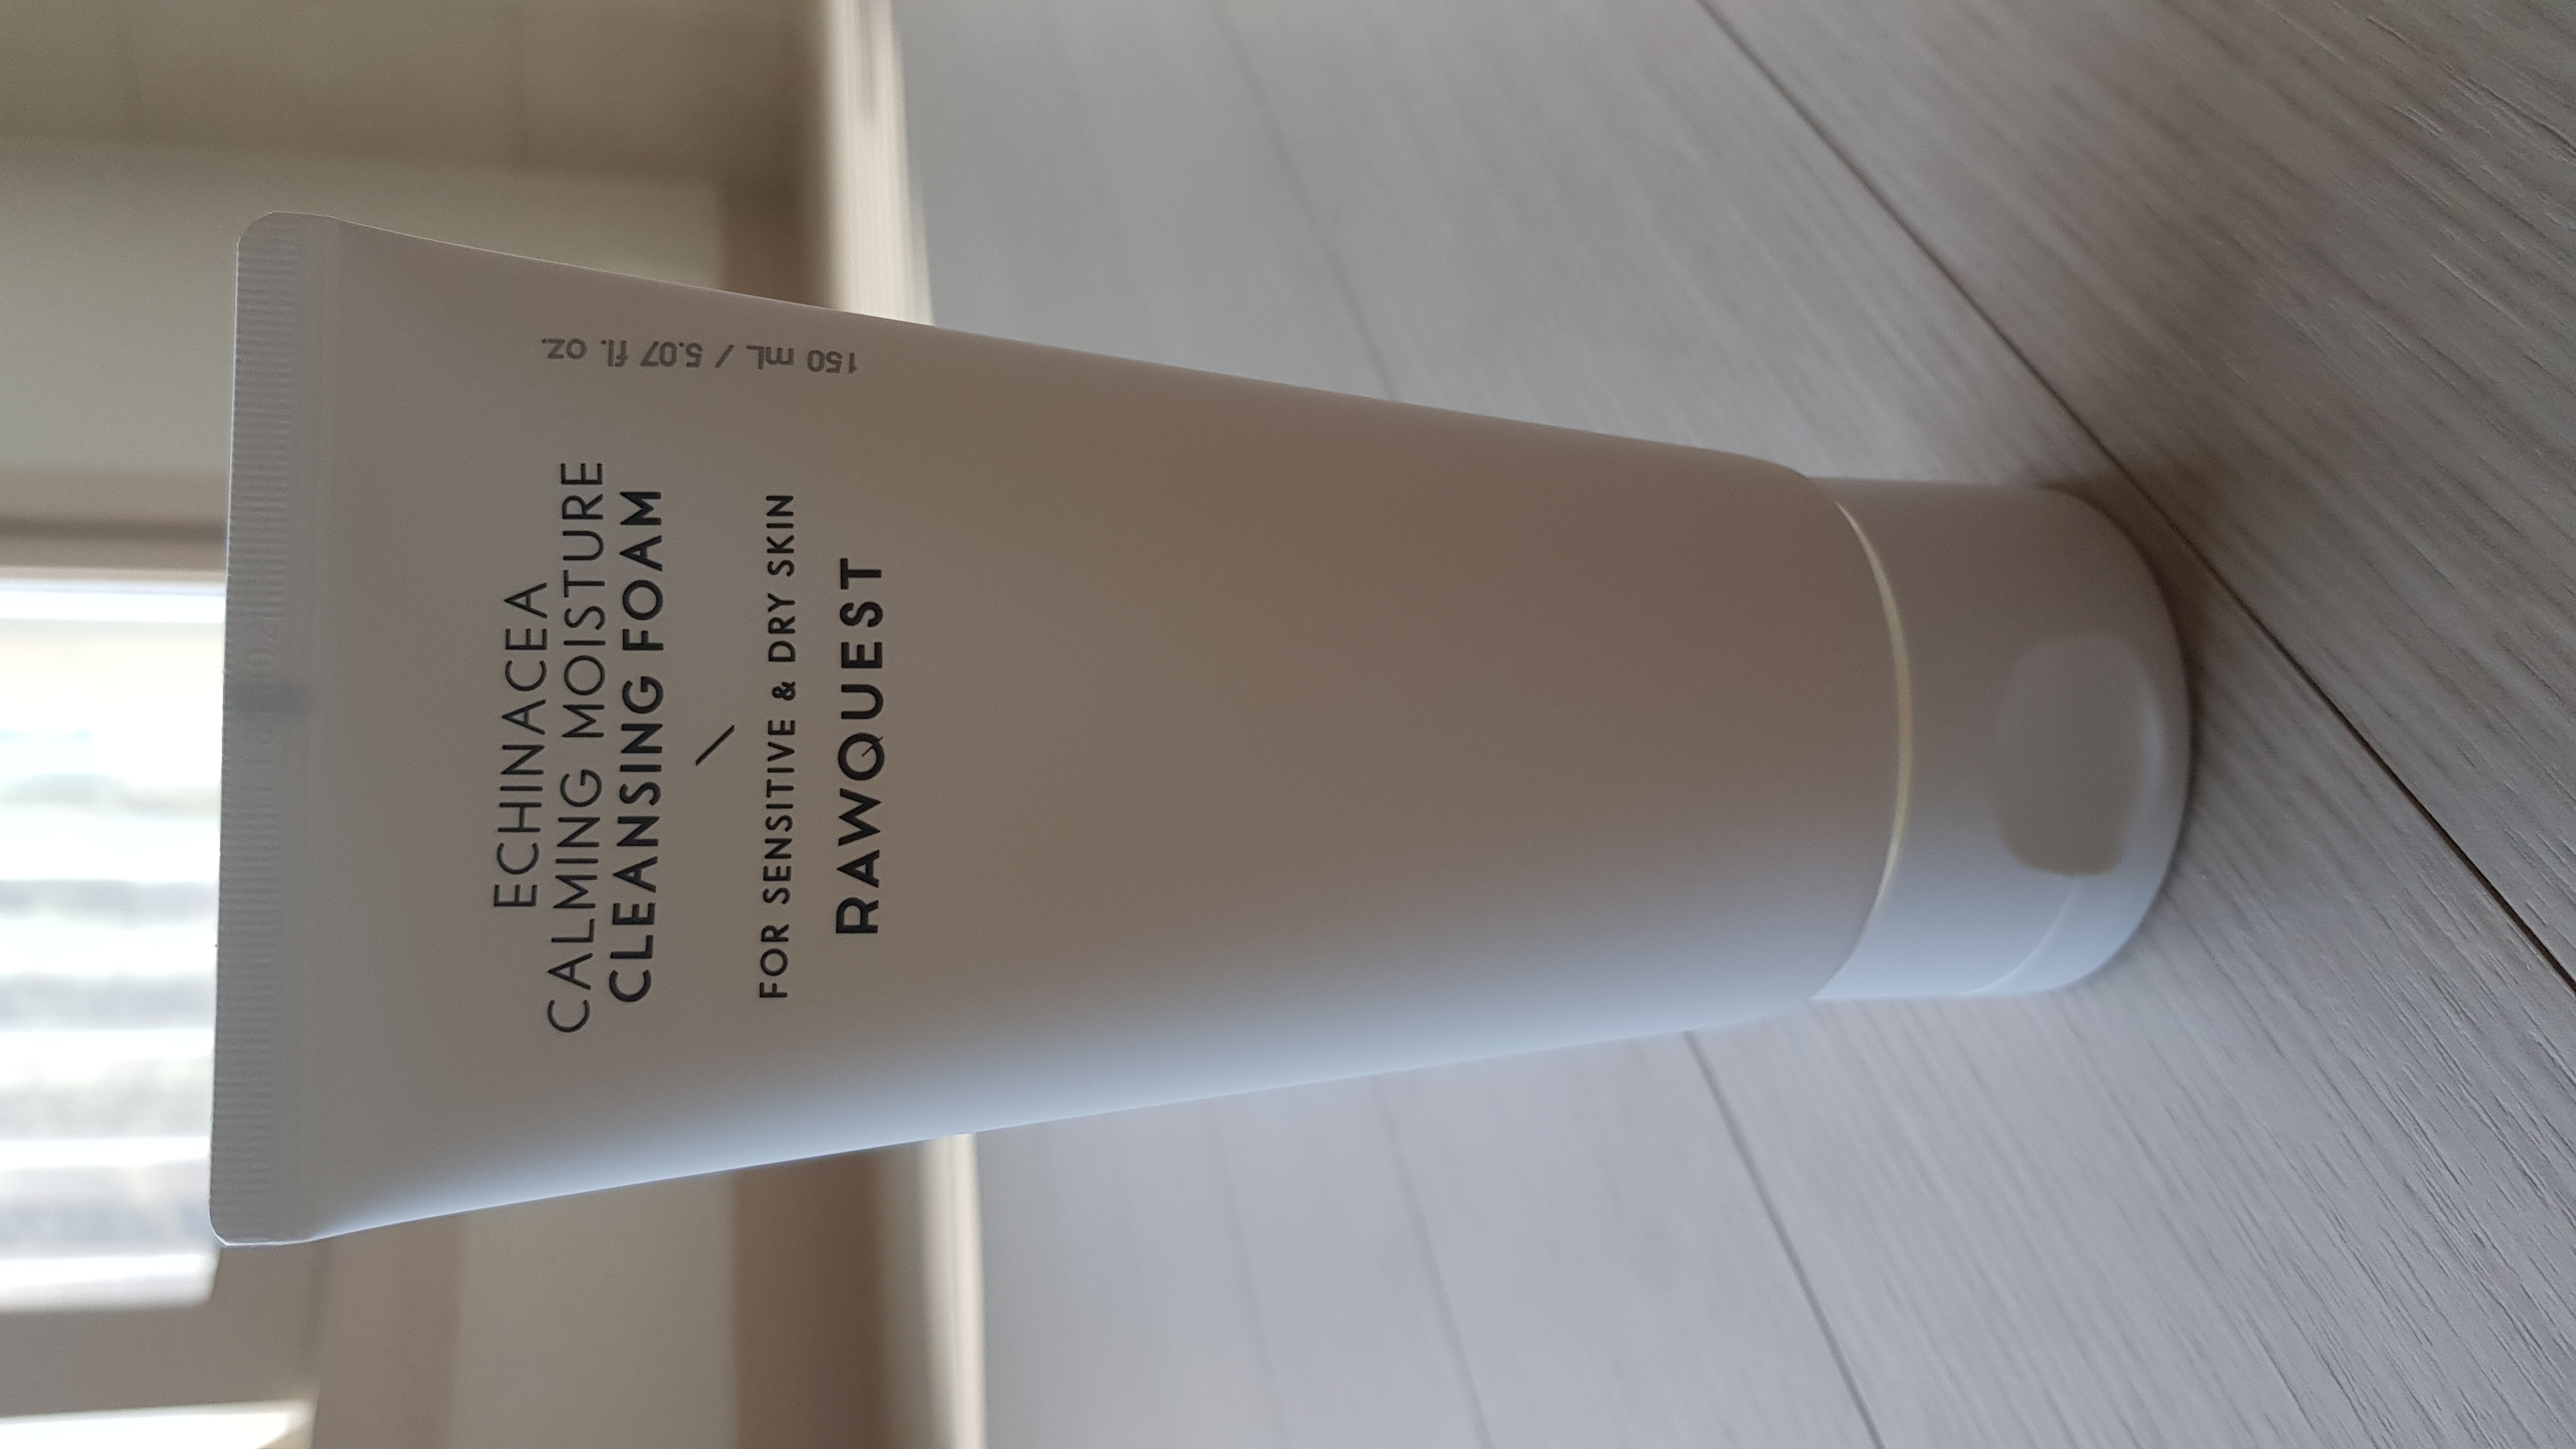 ECHINACEA
CALMING MOISTURE
CLEANSING FOAM
FOR SENSITIVE & DRY SKIN
RAWQUEST
150 mL / 5.07 fl. oz.